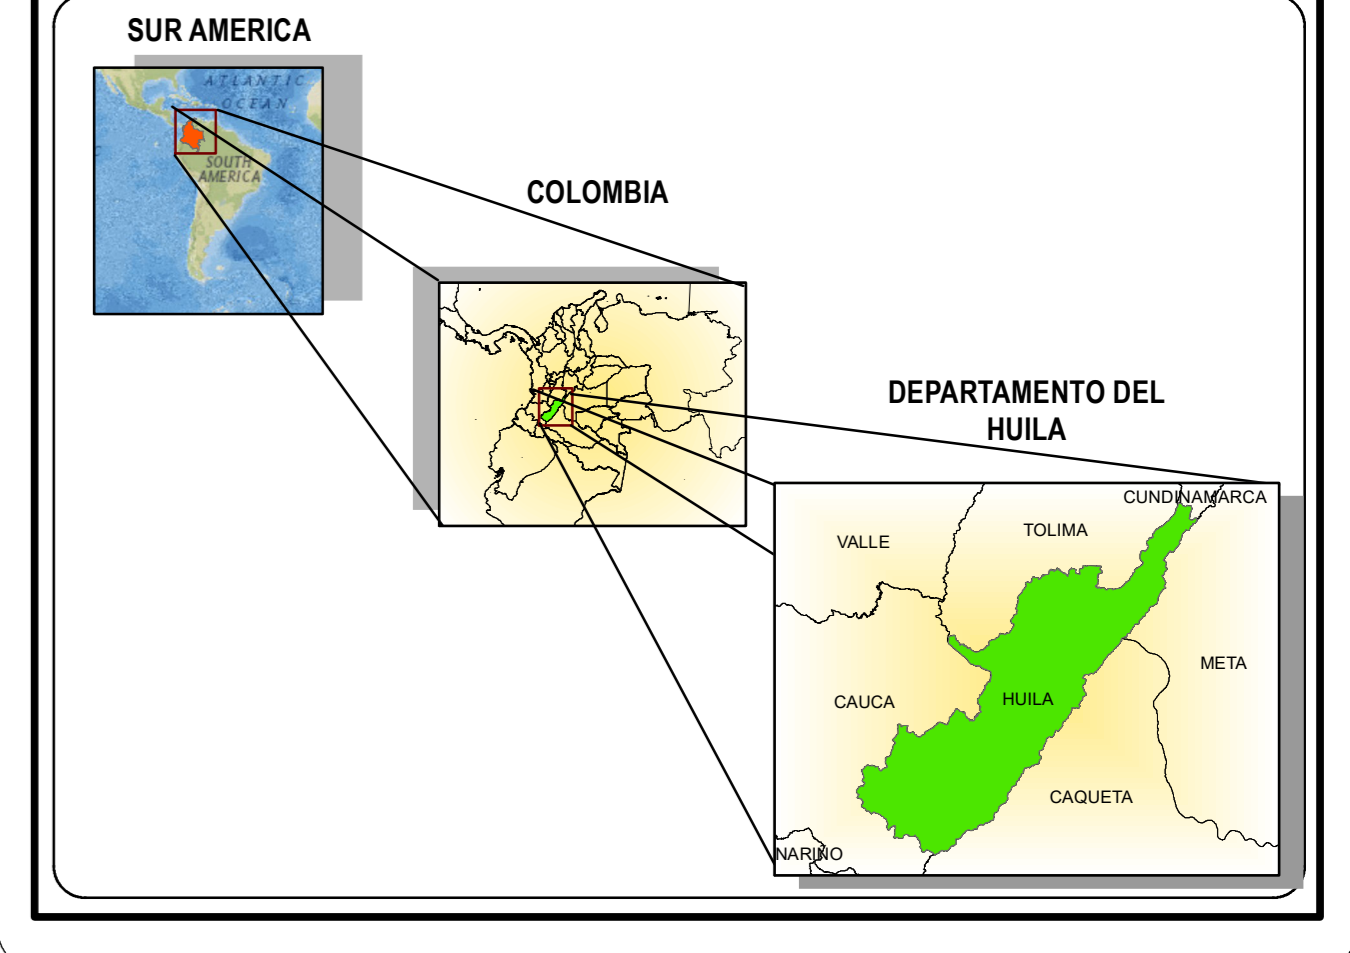 SUR AMERICA
ATLANTIC
OCEAN
SOUTH
AMERICA
COLOMBIA
DEPARTAMENTO DEL
HUILA
CUNDINAMARCA
TOLIMA
VALLE
META
CAUCA
HUILA
CAQUETA
NARIÑO